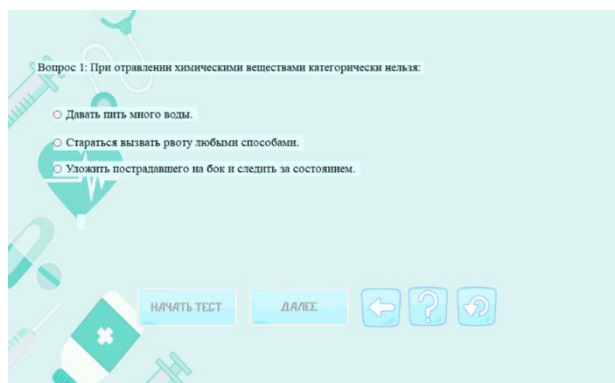 Вопрос 1: При отравлении химическими веществами категорически нельзя:
Давать пить много воды.
Стараться вызвать рвоту любыми способами.
Уложить пострадавшего на бок и следить за состоянием.
НАЧАТЬ ТЕСТ
ДАЛЕЕ
?